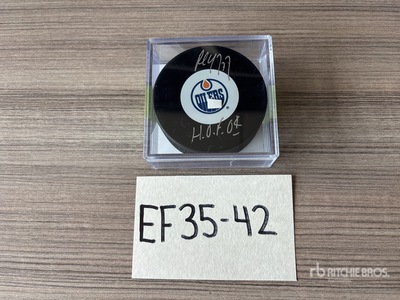 OILERS
H.O.F. 04
EF35-42
rb RITCHIE BROS.